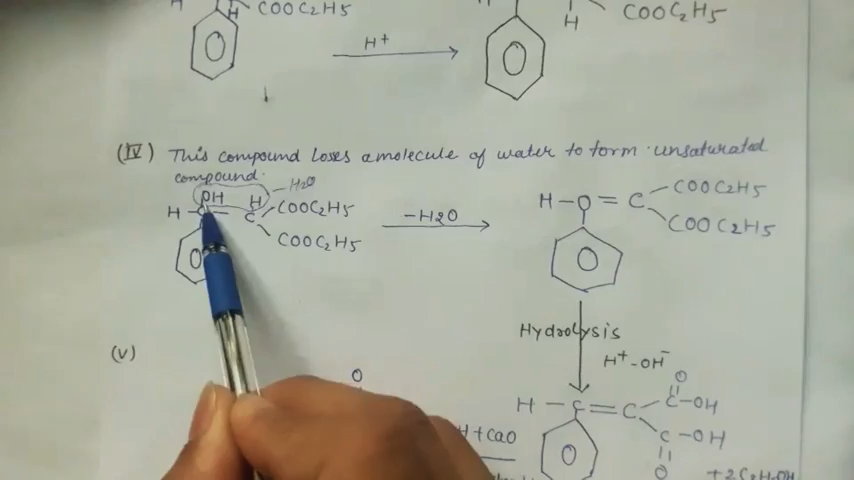 H
H COOC2H5
H COOC2H5
H+
(IV) This compound loses a molecule of water to form unsaturated
compound.
OH H - H2O
H - C = C COOC2H5
COOC2H5
- H2O
H - C = C COOC2H5
COOC2H5
Hydrolysis
H+ - OH-
(V)
O
H - C = C C - OH
O
C - OH
O
H + CaO
+ 2C2H5OH